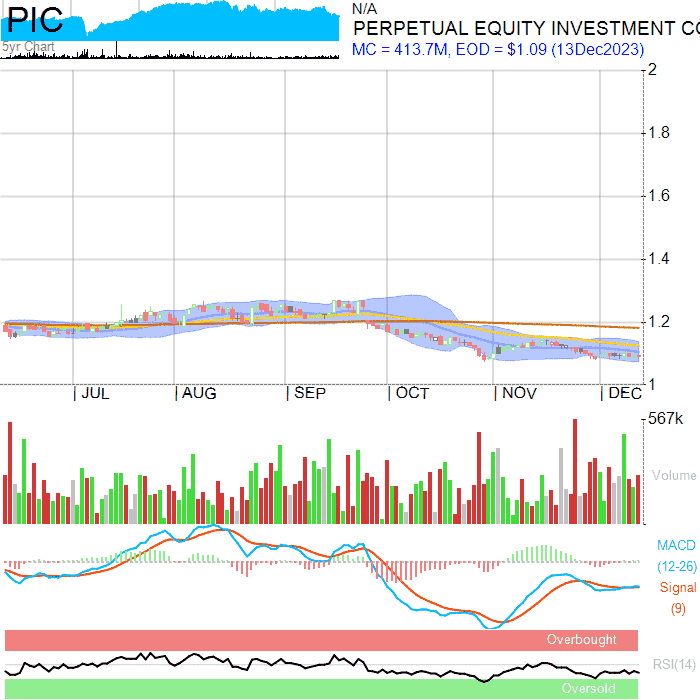 PIC
5yr Chart
N/A
PERPETUAL EQUITY INVESTMENT CO
MC = 413.7M, EOD = $1.09 (13Dec2023)
2
1.8
1.6
1.4
1.2
1
JUL AUG SEP OCT NOV DEC
567k
Volume
MACD
(12-26)
Signal
(9)
Overbought
RSI(14)
Oversold